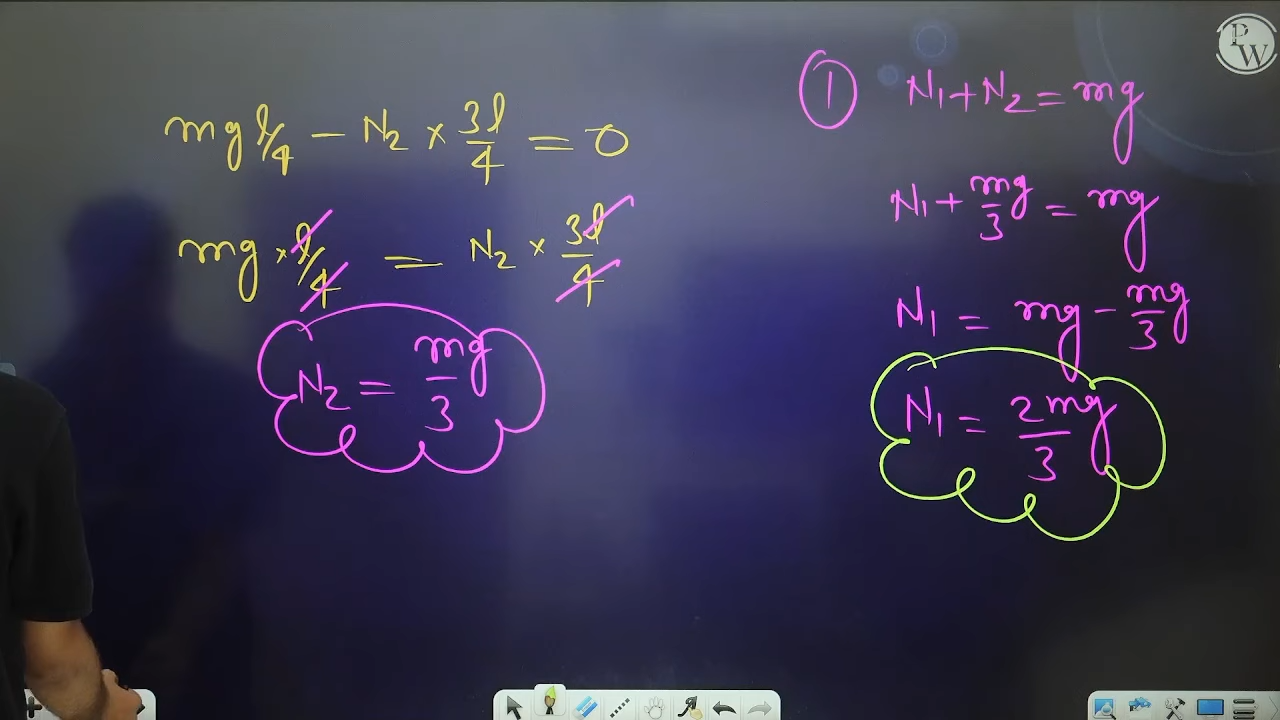 mg l/4 - N₂ × 3l/4 = 0
mg × l/4 = N₂ × 3l/4
N₂ = mg/3
① N₁ + N₂ = mg
N₁ + mg/3 = mg
N₁ = mg - mg/3
N₁ = 2mg/3
PW